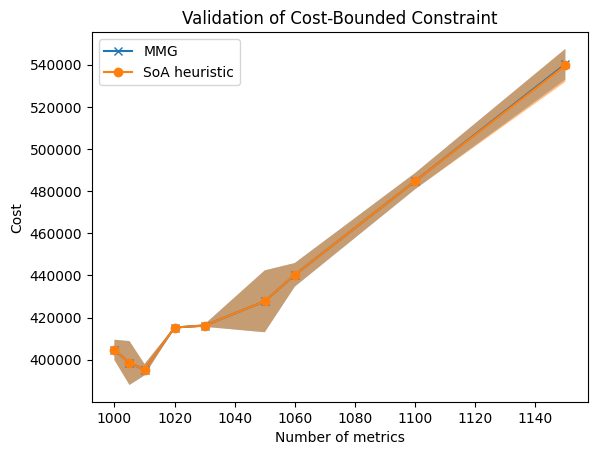 Validation of Cost-Bounded Constraint
MMG
SoA heuristic
540000
520000
500000
480000
460000
440000
420000
400000
Cost
1000 1020 1040 1060 1080 1100 1120 1140
Number of metrics